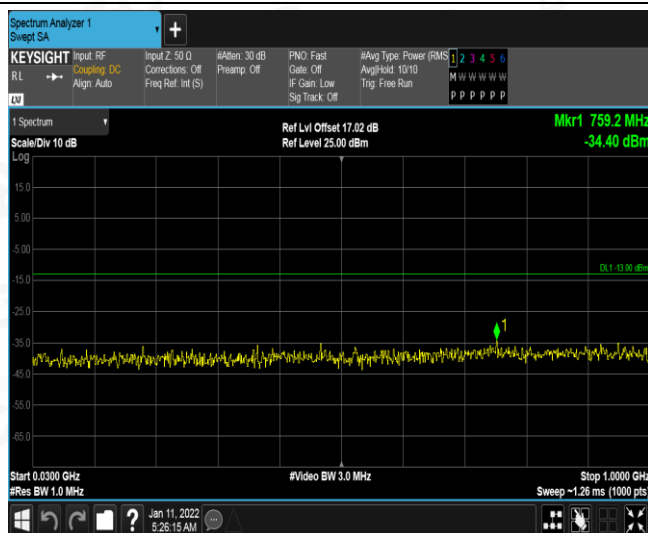 Spectrum Analyzer 1
Swept SA
+
KEYSIGHT
RL
LXI
Input: RF
Coupling: DC
Align: Auto
Input Z: 50 Ω
Corrections: Off
Freq Ref: Int (S)
#Atten: 30 dB
Preamp: Off
PNO: Fast
Gate: Off
IF Gain: Low
Sig Track: Off
#Avg Type: Power (RMS
Avg|Hold: 10/10
Trig: Free Run
1 2 3 4 5 6
M W W W W W
P P P P P P
1 Spectrum
Scale/Div 10 dB
Ref Lvl Offset 17.02 dB
Ref Level 25.00 dBm
Mkr1 759.2 MHz
-34.40 dBm
Log
15.0
5.00
-5.00
DL1 -13.00 dBm
-15.0
-25.0
1
-35.0
-45.0
-55.0
-65.0
Start 0.0300 GHz
#Res BW 1.0 MHz
#Video BW 3.0 MHz
Stop 1.0000 GHz
Sweep ~1.26 ms (1000 pts)
?
Jan 11, 2022
5:26:15 AM